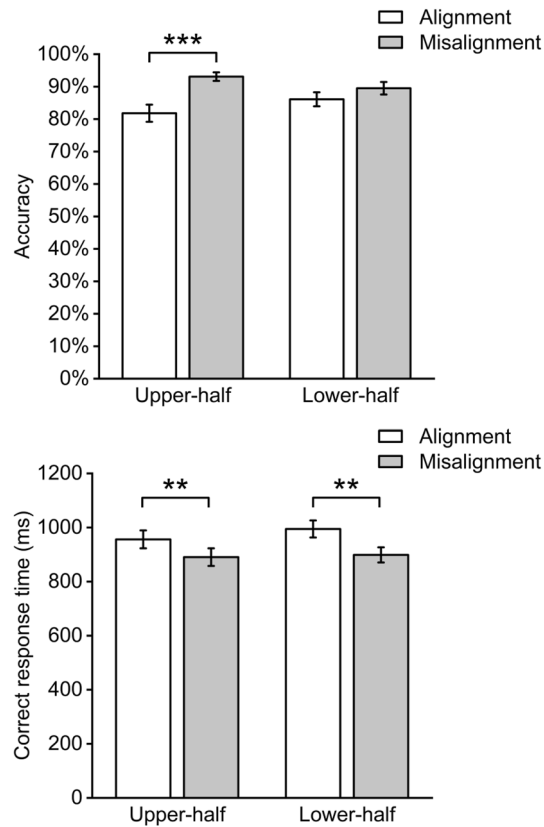 Alignment
Misalignment
***
100%
90%
80%
70%
60%
50%
40%
30%
20%
10%
0%
Accuracy
Upper-half Lower-half
Alignment
Misalignment
** **
1200
1000
800
600
400
200
0
Correct response time (ms)
Upper-half Lower-half